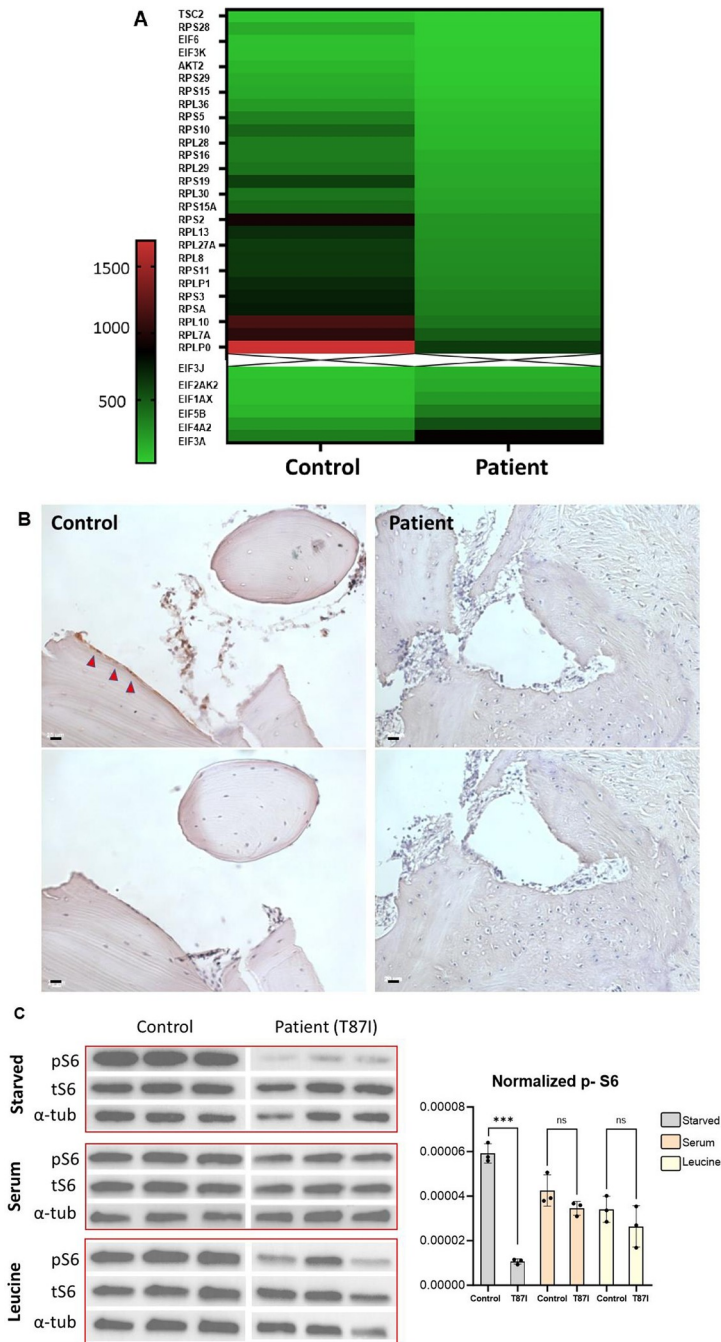 A
TSC2
RPS28
EIF6
EIF3K
AKT2
RPS29
RPS15
RPL36
RPS5
RPS10
RPL28
RPS16
RPL29
RPS19
RPL30
RPS15A
RPS2
RPL13
RPL27A
RPL8
RPS11
RPLP1
RPS3
RPSA
RPL10
RPL7A
RPLP0
EIF3J
EIF2AK2
EIF1AX
EIF5B
EIF4A2
EIF3A
1500
1000
500
Control Patient
B
Control Patient
C
Control Patient (T87I)
Starved
pS6
tS6
α-tub
Serum
pS6
tS6
α-tub
Leucine
pS6
tS6
α-tub
Normalized p- S6
0.00008
0.00006
0.00004
0.00002
0.00000
*** ns ns
Control T87I Control T87I Control T87I
Starved
Serum
Leucine